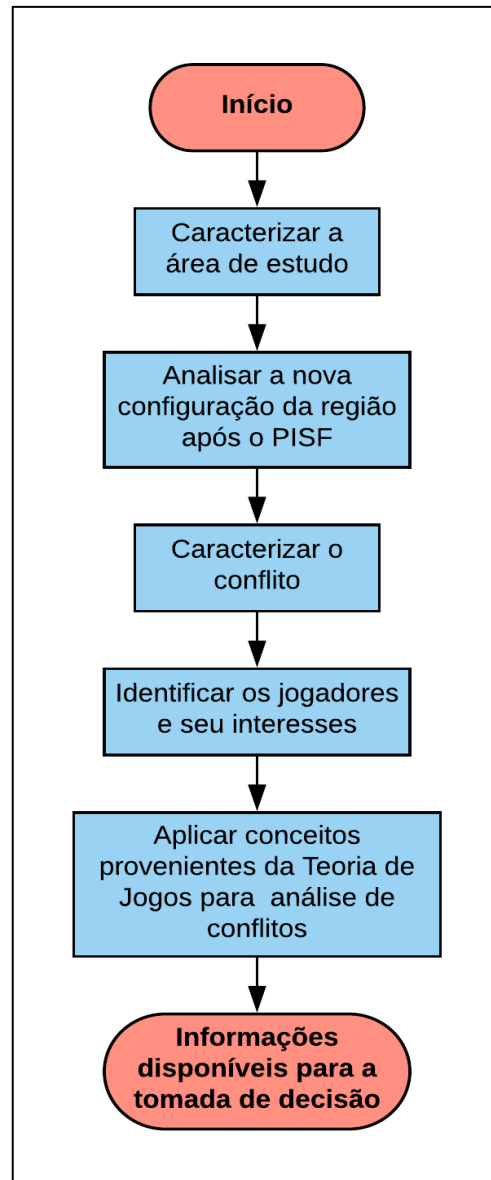 Início
Caracterizar a
área de estudo
Analisar a nova
configuração da região
após o PISF
Caracterizar o
conflito
Identificar os jogadores
e seu interesses
Aplicar conceitos
provenientes da Teoria de
Jogos para  análise de
conflitos
Informações
disponíveis para a
tomada de decisão